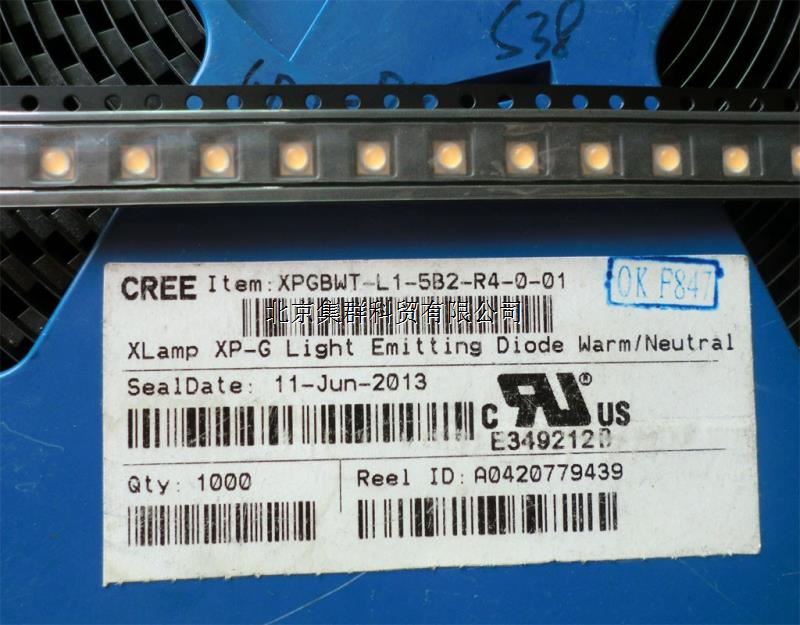 538
CREE Item:XPGBWT-L1-5B2-R4-0-01
OK F847
北京集群科贸有限公司
XLamp XP-G Light Emitting Diode Warm/Neutral
SealDate: 11-Jun-2013
C RU® US
E349212
Qty: 1000
Reel ID: A0420779439